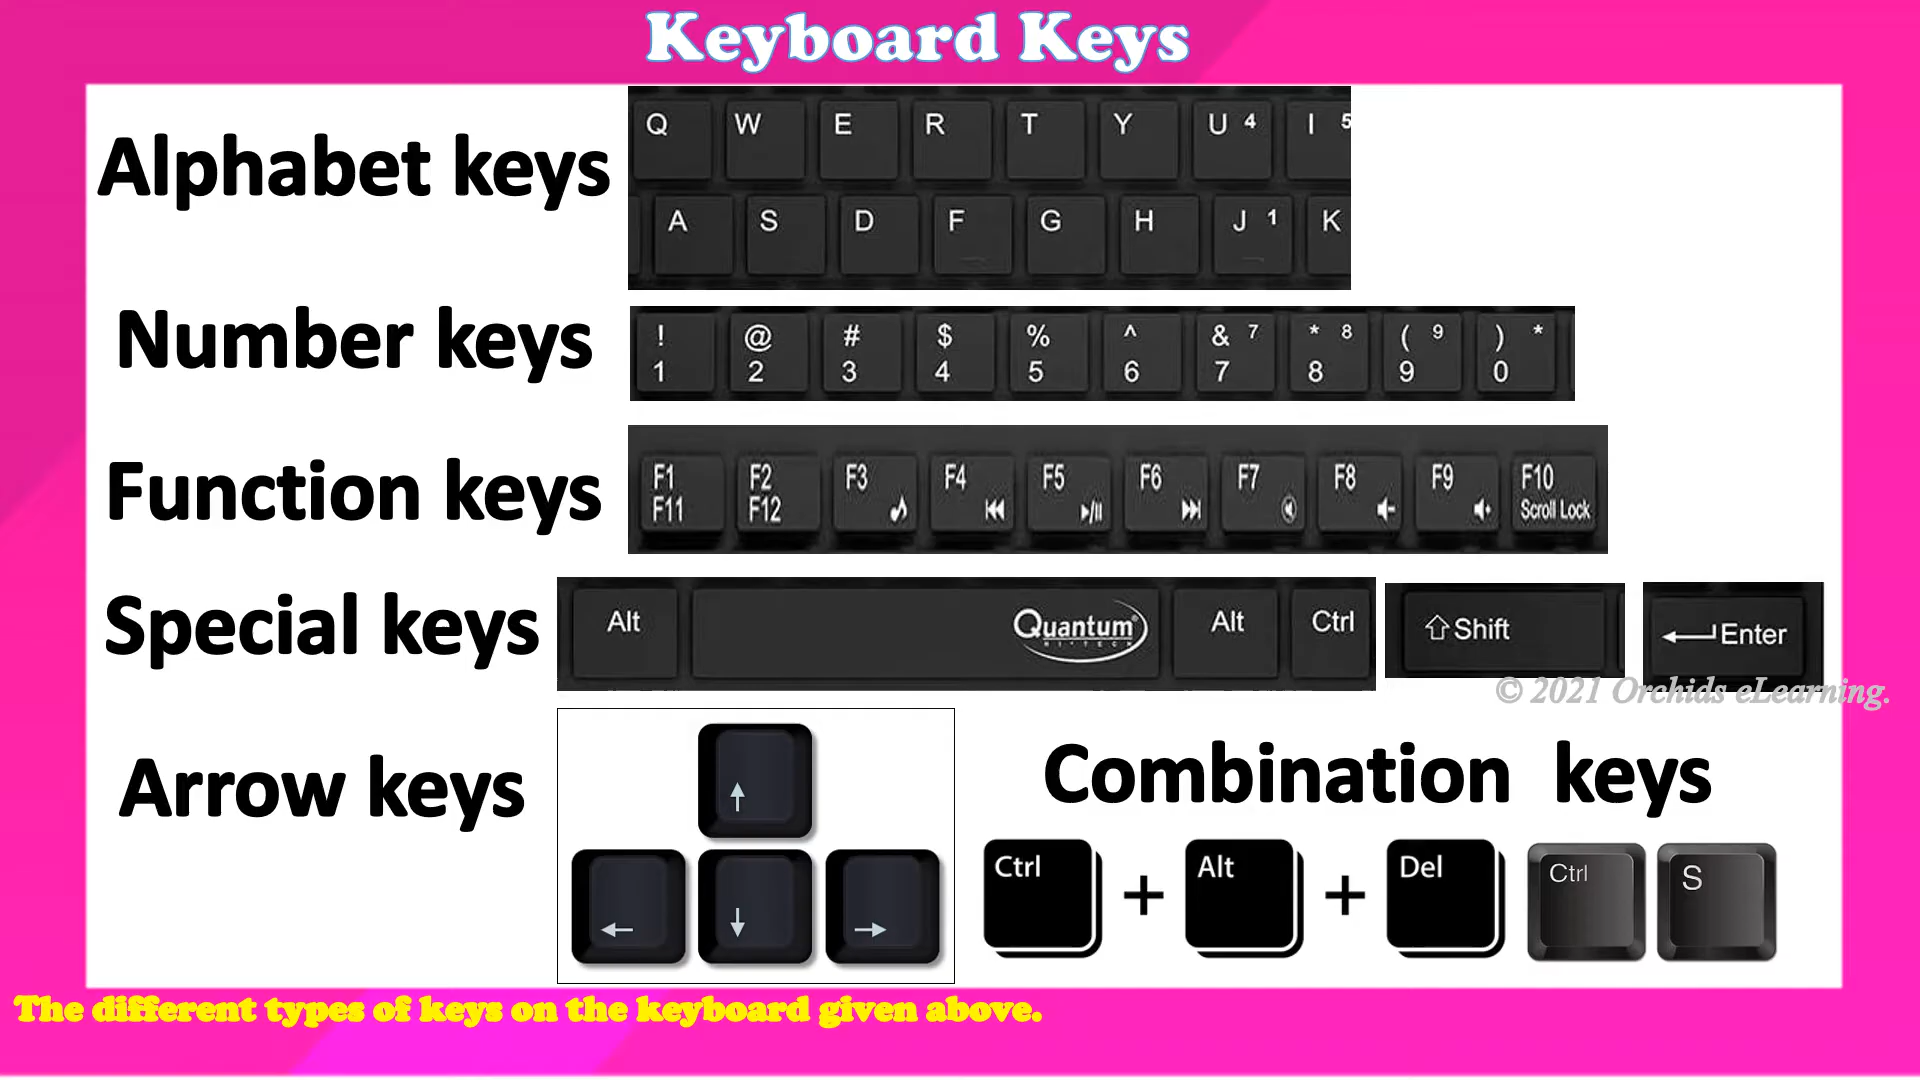 Keyboard Keys
Alphabet keys
Q W E R T Y U 4 I 5
A S D F G H J 1 K
Number keys
! @ # $ % ^ & 7 * 8 ( 9 ) *
1 2 3 4 5 6 7 8 9 0
Function keys
F1 F2 F3 F4 F5 F6 F7 F8 F9 F10
F11 F12 Scroll Lock
Special keys
Alt Quantum Alt Ctrl Shift Enter
HI-TECH
© 2021 Orchids eLearning.
Arrow keys
↑
← ↓ →
Combination keys
Ctrl + Alt + Del Ctrl S
The different types of keys on the keyboard given above.